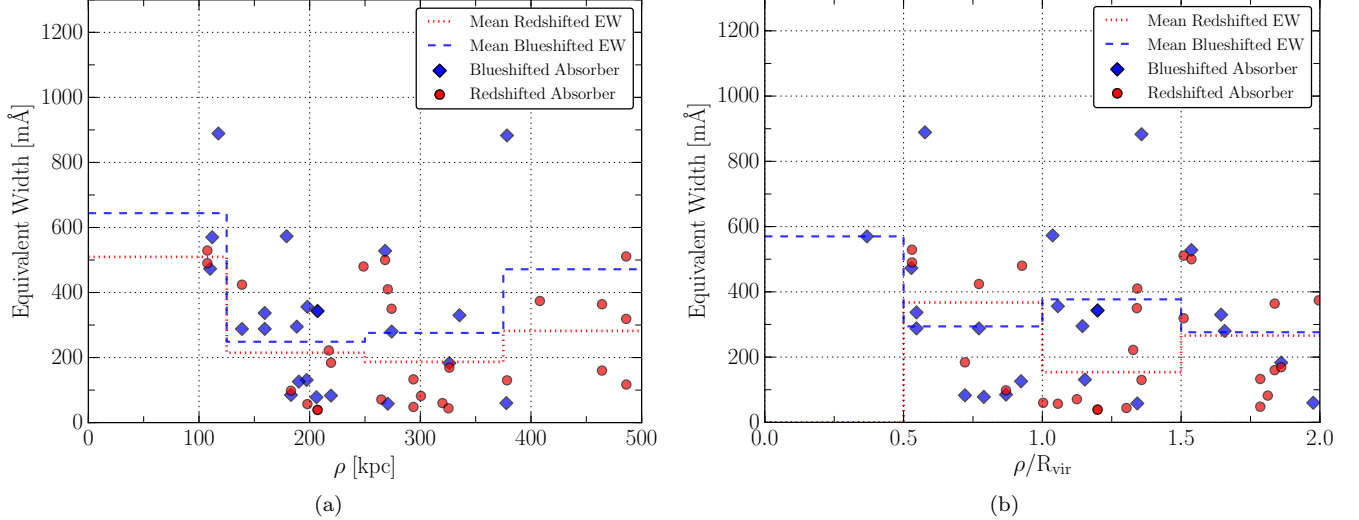 1200
1000
800
600
400
200
0
Equivalent Width [mÅ]
0
100
200
300
400
500
ρ [kpc]
Mean Redshifted EW
Mean Blueshifted EW
Blueshifted Absorber
Redshifted Absorber
(a)
1200
1000
800
600
400
200
0
Equivalent Width [mÅ]
0.0
0.5
1.0
1.5
2.0
ρ/R_vir
Mean Redshifted EW
Mean Blueshifted EW
Blueshifted Absorber
Redshifted Absorber
(b)